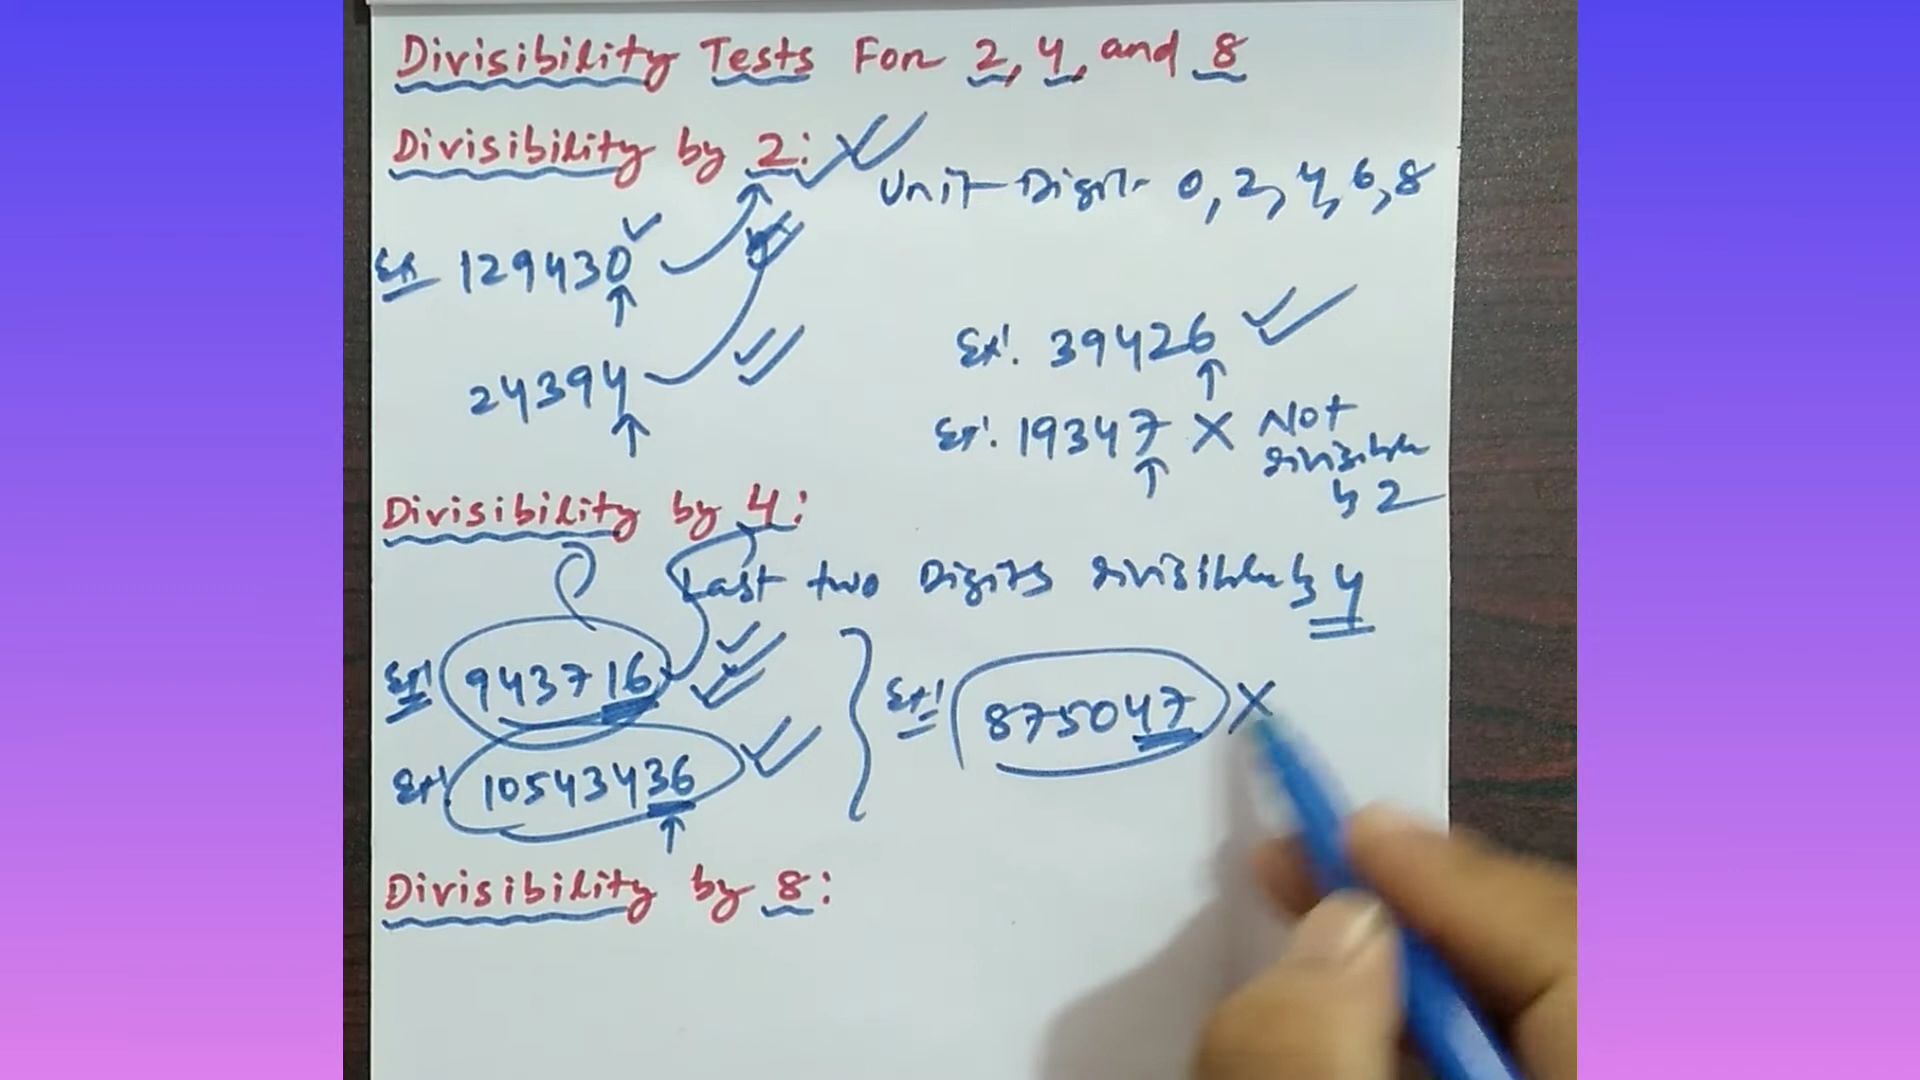 Divisibility Tests For 2, 4, and 8
Divisibility by 2:
Unit Digit - 0, 2, 4, 6, 8
Ex 129430
24394
Ex: 39426
Ex: 19347 X Not
divisible
by 2
Divisibility by 4:
Last two Digits divisible by 4
Ex: 943716
Ex: 10543436
Ex: 875047 X
Divisibility by 8: